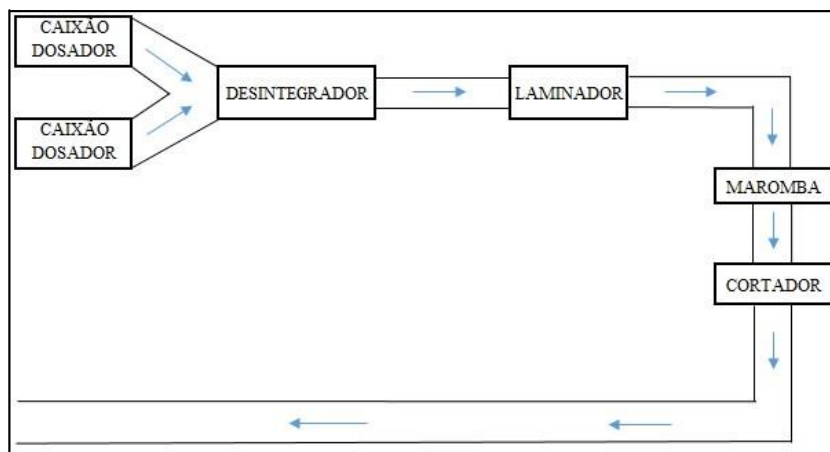 CAIXÃO
DOSADOR
DESINTEGRADOR
LAMINADOR
CAIXÃO
DOSADOR
MAROMBA
CORTADOR